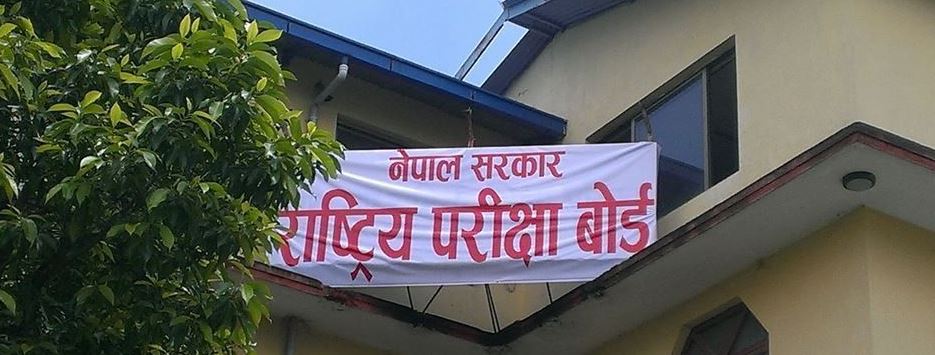 नेपाल सरकार
राष्ट्रिय परीक्षा बोर्ड